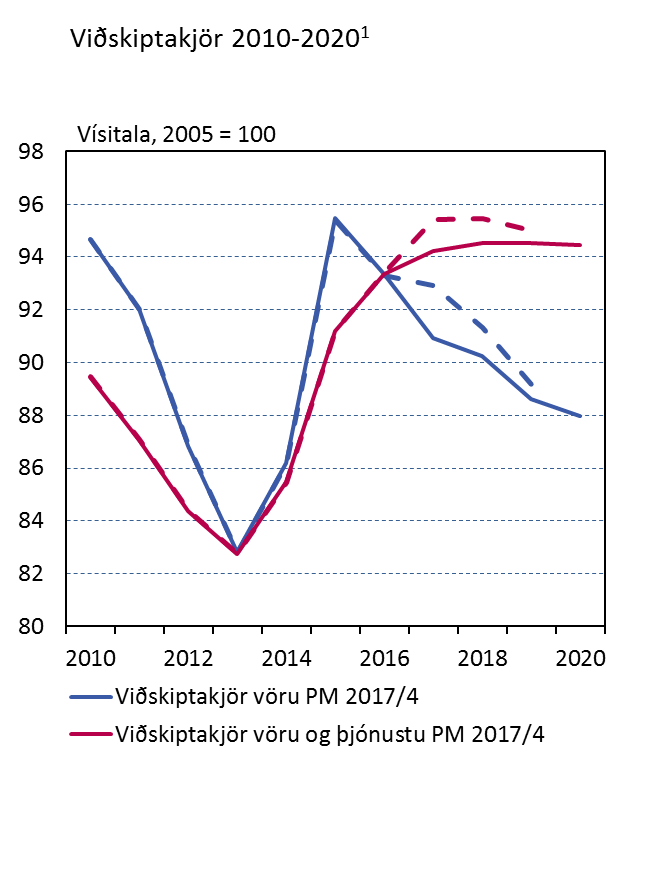 Viðskiptakjör 2010-2020¹
Vísitala, 2005 = 100
98
96
94
92
90
88
86
84
82
80
2010 2012 2014 2016 2018 2020
Viðskiptakjör vöru PM 2017/4
Viðskiptakjör vöru og þjónustu PM 2017/4